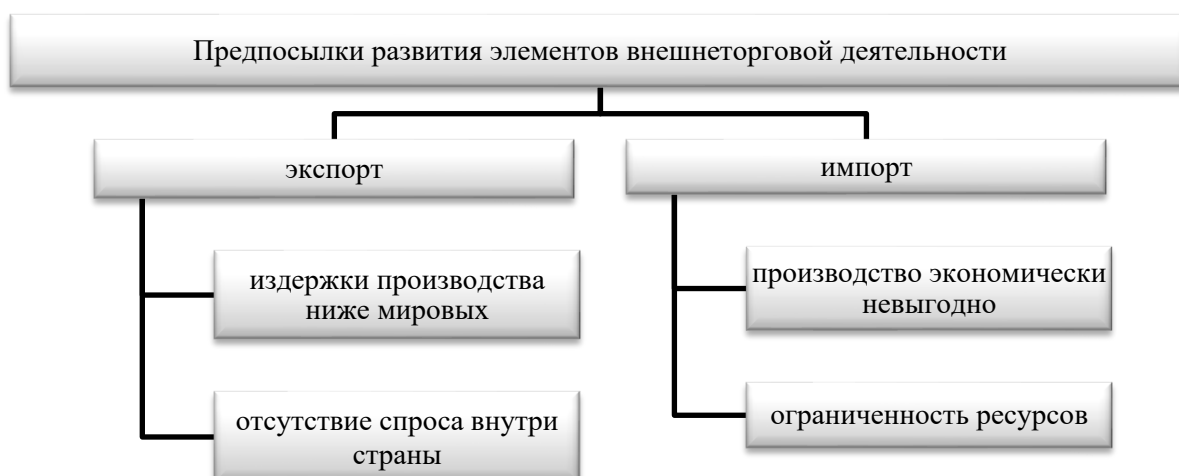 Предпосылки развития элементов внешнеторговой деятельности
экспорт
издержки производства
ниже мировых
отсутствие спроса внутри
страны
импорт
производство экономически
невыгодно
ограниченность ресурсов